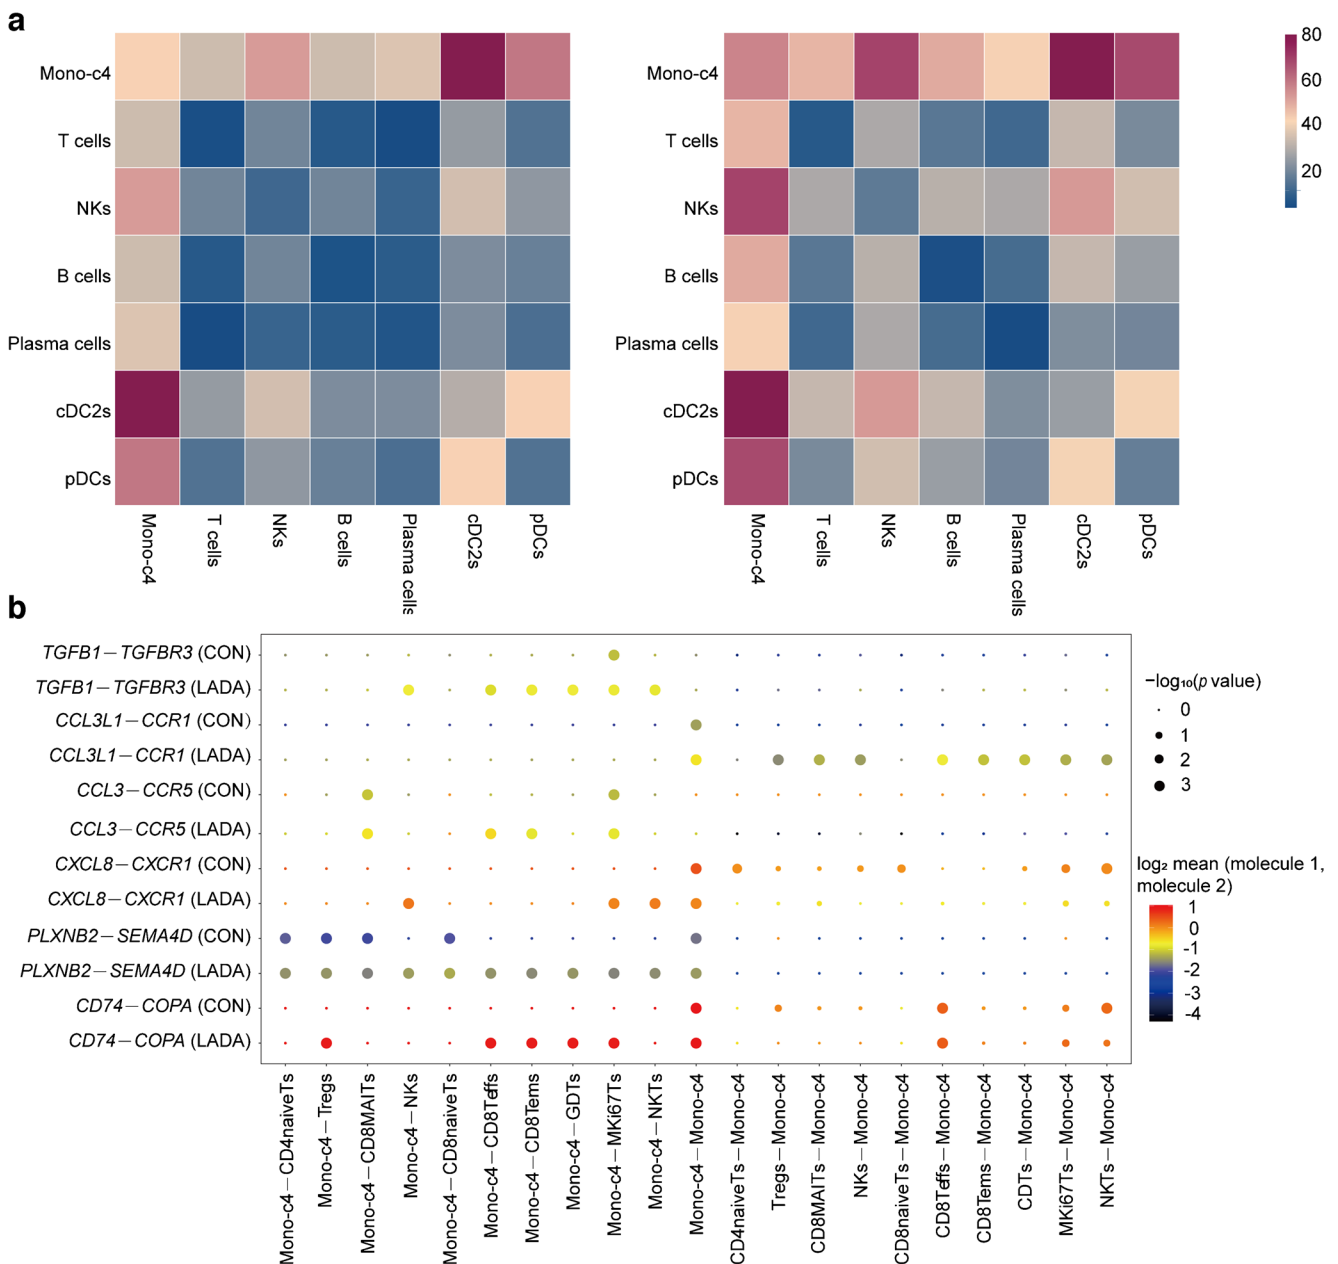 a
Mono-c4
T cells
NKs
B cells
Plasma cells
cDC2s
pDCs
Mono-c4
T cells
NKs
B cells
Plasma cells
cDC2s
pDCs
Mono-c4
T cells
NKs
B cells
Plasma cells
cDC2s
pDCs
Mono-c4
T cells
NKs
B cells
Plasma cells
cDC2s
pDCs
80
60
40
20
b
TGFB1—TGFBR3 (CON)
TGFB1—TGFBR3 (LADA)
CCL3L1—CCR1 (CON)
CCL3L1—CCR1 (LADA)
CCL3—CCR5 (CON)
CCL3—CCR5 (LADA)
CXCL8—CXCR1 (CON)
CXCL8—CXCR1 (LADA)
PLXNB2—SEMA4D (CON)
PLXNB2—SEMA4D (LADA)
CD74—COPA (CON)
CD74—COPA (LADA)
Mono-c4—CD4naiveTs
Mono-c4—Tregs
Mono-c4—CD8MAITs
Mono-c4—NKs
Mono-c4—CD8naiveTs
Mono-c4—CD8Teffs
Mono-c4—CD8Tems
Mono-c4—GDTs
Mono-c4—MKi67Ts
Mono-c4—NKTs
Mono-c4—Mono-c4
CD4naiveTs—Mono-c4
Tregs—Mono-c4
CD8MAITs—Mono-c4
NKs—Mono-c4
CD8naiveTs—Mono-c4
CD8Teffs—Mono-c4
CD8Tems—Mono-c4
CDTs—Mono-c4
MKi67Ts—Mono-c4
NKTs—Mono-c4
−log₁₀(p value)
0
1
2
3
log₂ mean (molecule 1,
molecule 2)
1
0
-1
-2
-3
-4